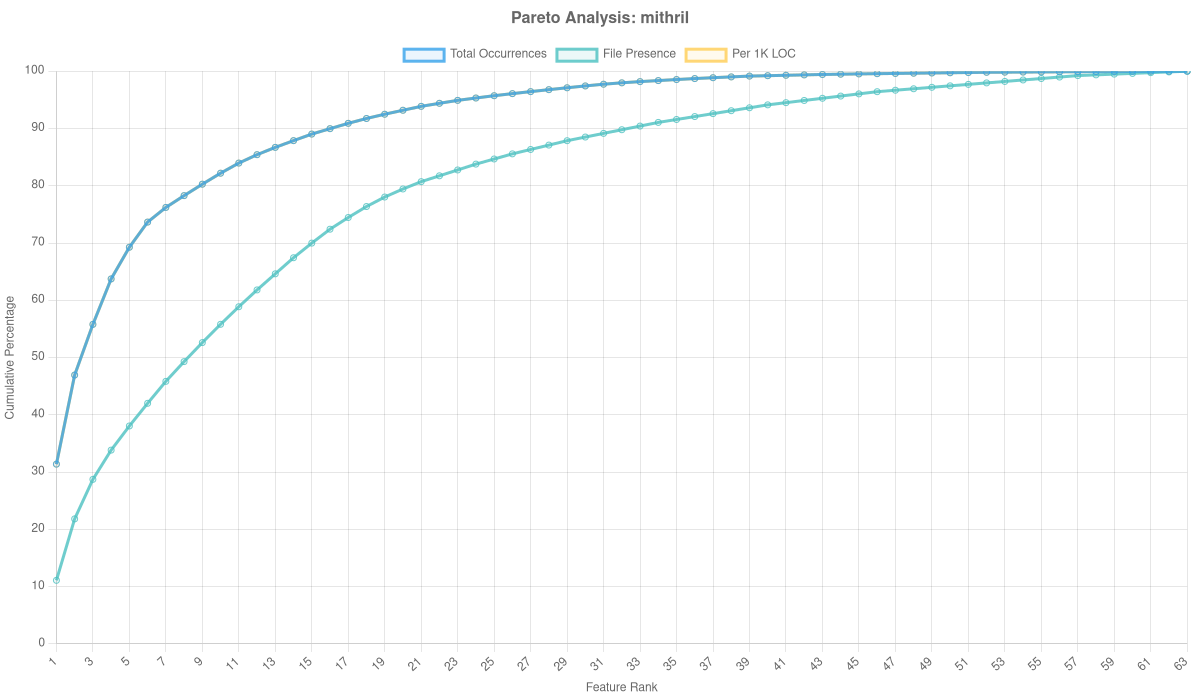 Pareto Analysis: mithril
Total Occurrences File Presence Per 1K LOC
100
90
80
70
60
50
40
30
20
10
0
Cumulative Percentage
1 3 5 7 9 11 13 15 17 19 21 23 25 27 29 31 33 35 37 39 41 43 45 47 49 51 53 55 57 59 61 63
Feature Rank